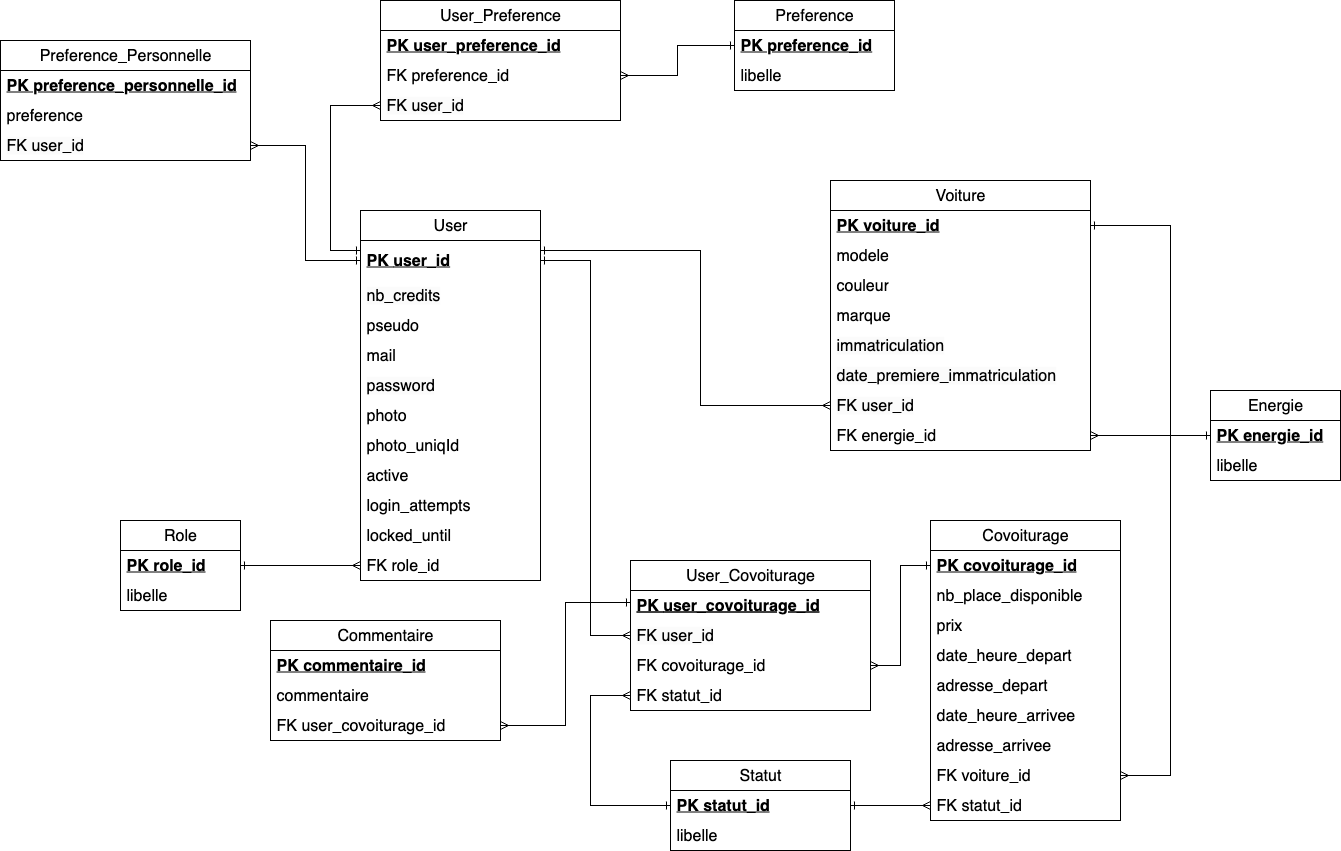 User_Preference
PK user_preference_id
FK preference_id
FK user_id
Preference
PK preference_id
libelle
Preference_Personnelle
PK preference_personnelle_id
preference
FK user_id
Voiture
PK voiture_id
modele
couleur
marque
immatriculation
date_premiere_immatriculation
FK user_id
FK energie_id
User
PK user_id
nb_credits
pseudo
mail
password
photo
photo_uniqId
active
login_attempts
locked_until
FK role_id
Energie
PK energie_id
libelle
Role
PK role_id
libelle
User_Covoiturage
PK user_covoiturage_id
FK user_id
FK covoiturage_id
FK statut_id
Covoiturage
PK covoiturage_id
nb_place_disponible
prix
date_heure_depart
adresse_depart
date_heure_arrivee
adresse_arrivee
FK voiture_id
FK statut_id
Commentaire
PK commentaire_id
commentaire
FK user_covoiturage_id
Statut
PK statut_id
libelle